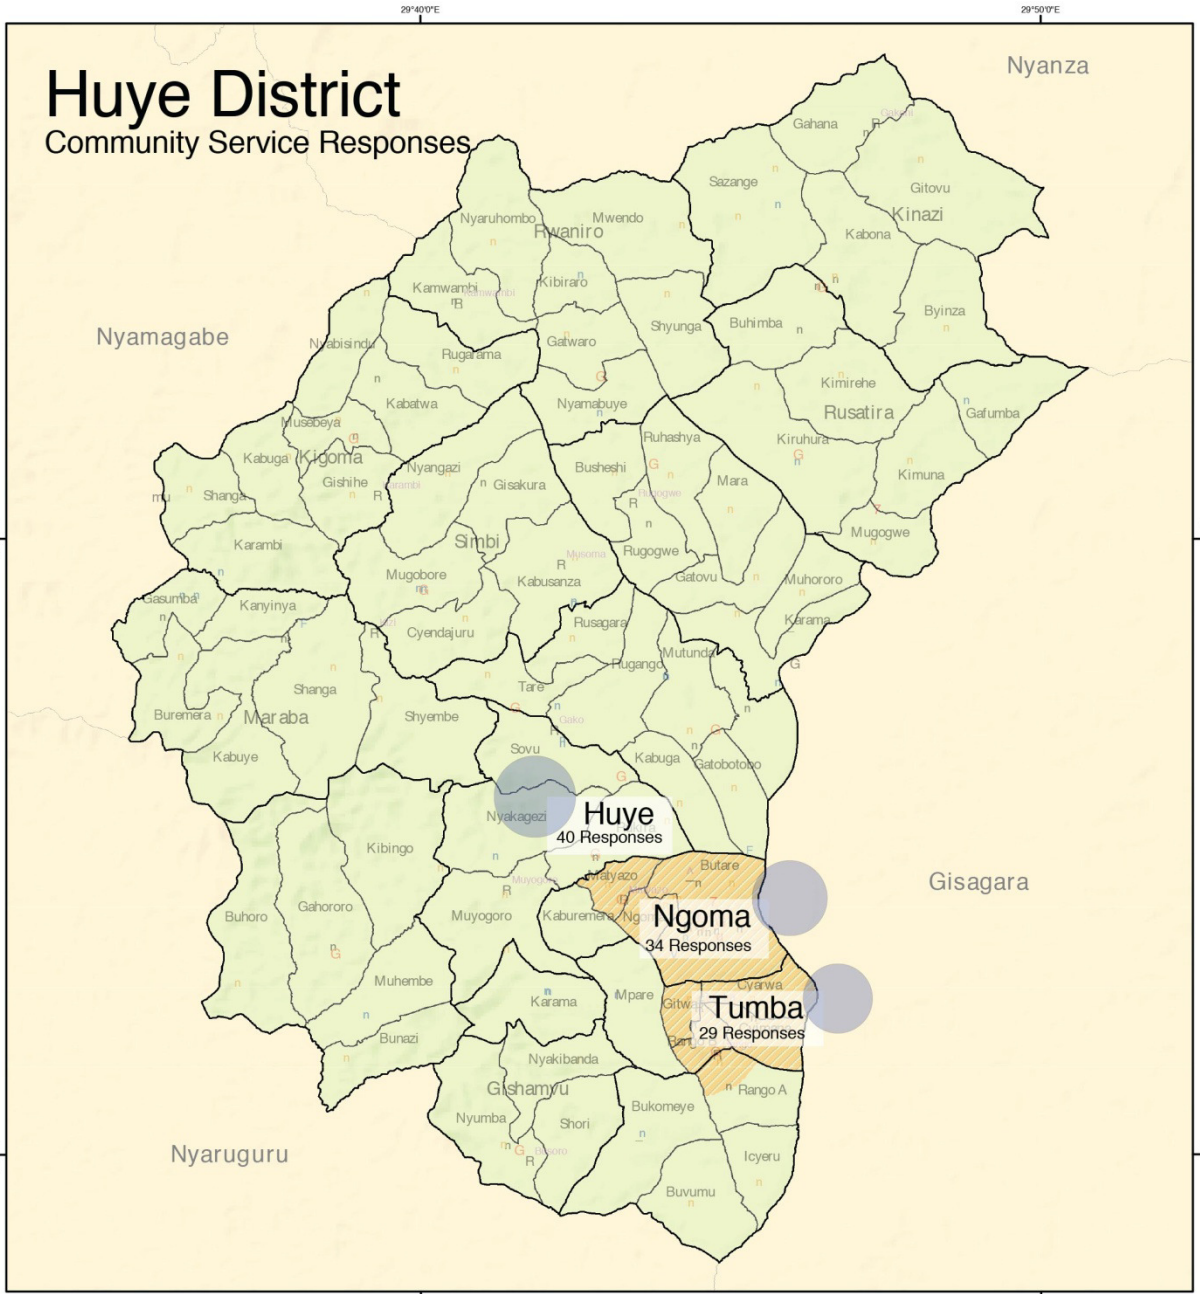 29°40'0"E
29°50'0"E
Huye District
Community Service Responses
Nyanza
Gahana
Sazange
Gitovu
Kinazi
Kabona
Nyaruhombo
Mwendo
Rwaniro
Kamwambi
Kamwambi
R
Kibiraro
Byinza
Buhimba
Shyunga
Nyamagabe
Nyabisindu
Gatwaro
Rugarama
Kimirehe
Kabatwa
Nyamabuye
Rusatira
Gafumba
Musebeya
Ruhashya
Kiruhura
Kabuga
Kigoma
Nyangazi
Busheshi
Kimuna
Gishihe
Gisakura
Mara
Shanga
Rugogwe
Mugogwe
Karambi
Simbi
Rugogwe
Musoma
Mugobore
Kabusanza
Gatovu
Muhororo
Gasumba
Kanyinya
Karama
Cyendajuru
Rusagara
Rugango
Mutunda
Shanga
Tare
Buremera
Maraba
Shyembe
Gako
Sovu
Kabuye
Kabuga
Gatobotobo
Nyakagezi
Huye
40 Responses
Kibingo
Matyazo
Butare
Muyogoro
Gisagara
Buhoro
Gahororo
Muyogoro
Kaburemera
Ngoma
34 Responses
Muhembe
Karama
Mpare
Cyarwa
Tumba
29 Responses
Bunazi
Nyakibanda
Gishamvu
Rango A
Bukomeye
Nyumba
Shori
Nyaruguru
Icyeru
Buvumu